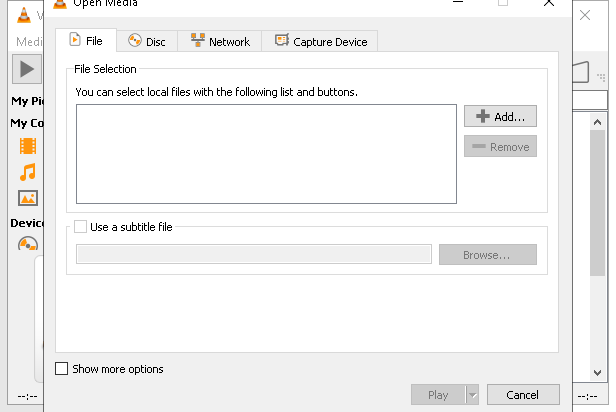 Open Media
Medi
File
Disc
Network
Capture Device
File Selection
You can select local files with the following list and buttons.
Add...
Remove
My Pi
My Co
Device
Use a subtitle file
Browse...
Show more options
Play
Cancel
--:--
--:--